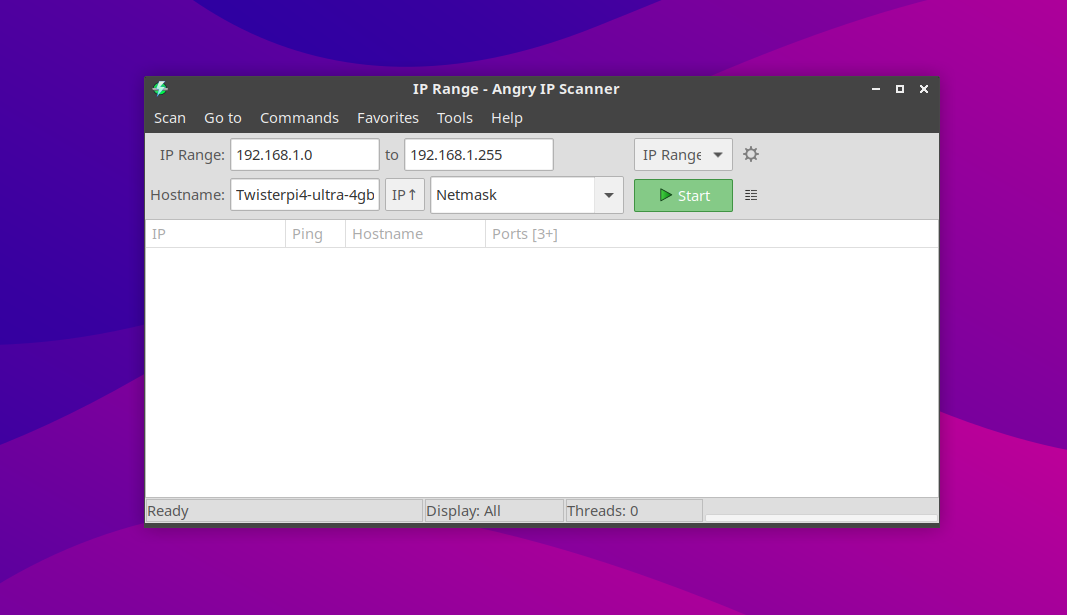 IP Range - Angry IP Scanner
Scan Go to Commands Favorites Tools Help
IP Range: 192.168.1.0 to 192.168.1.255 IP Range
Hostname: Twisterpi4-ultra-4gb IP↑ Netmask Start
IP Ping Hostname Ports [3+]
Ready Display: All Threads: 0